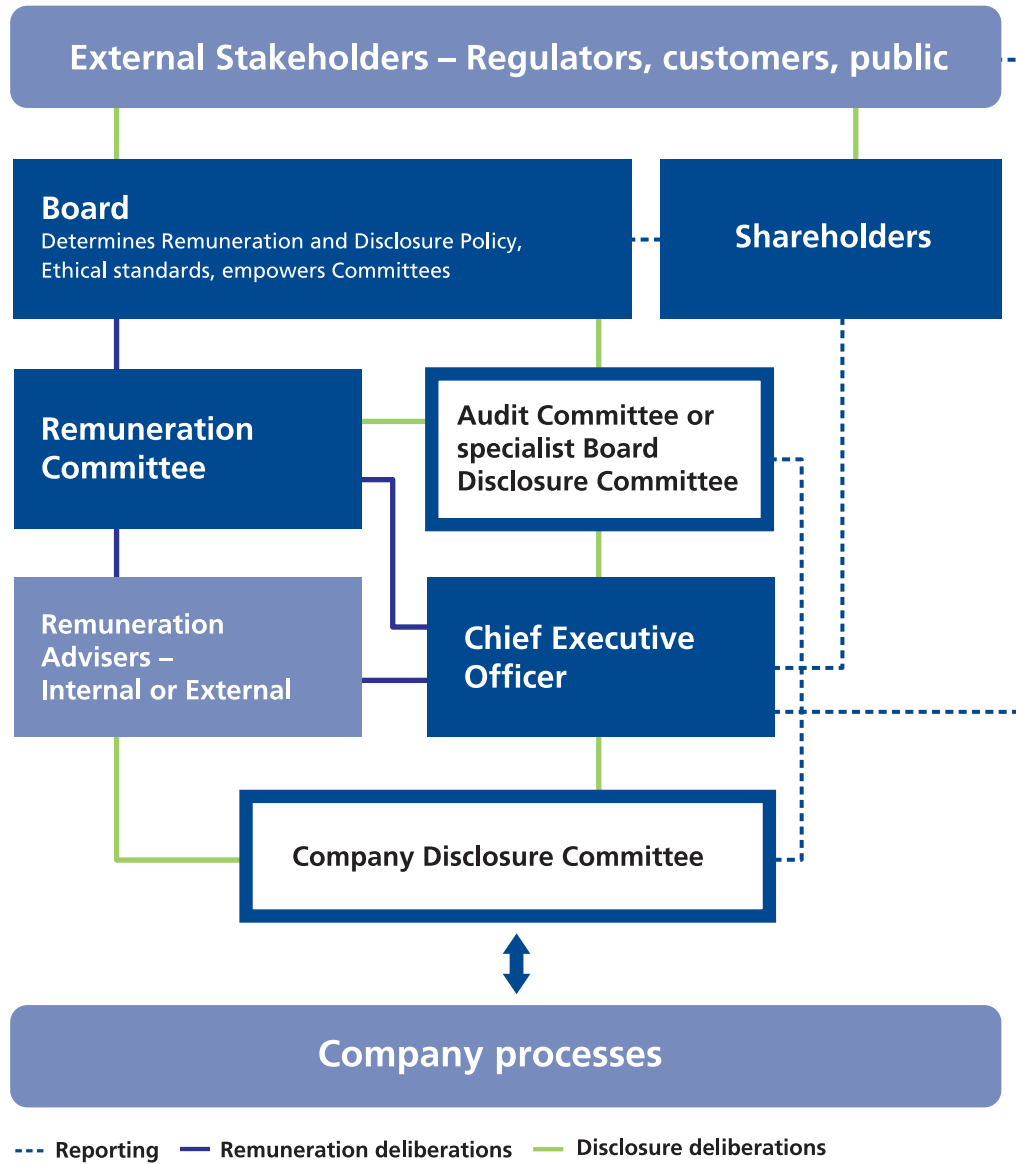 External Stakeholders – Regulators, customers, public
Board
Determines Remuneration and Disclosure Policy,
Ethical standards, empowers Committees
Shareholders
Remuneration
Committee
Audit Committee or
specialist Board
Disclosure Committee
Remuneration
Advisers –
Internal or External
Chief Executive
Officer
Company Disclosure Committee
Company processes
Reporting
Remuneration deliberations
Disclosure deliberations